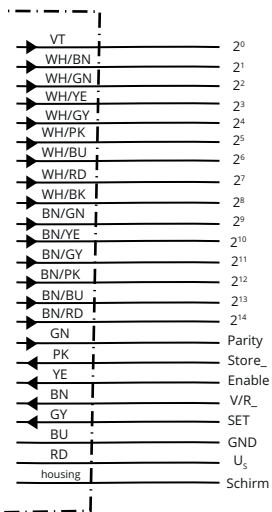 VT 2⁰
WH/BN 2¹
WH/GN 2²
WH/YE 2³
WH/GY 2⁴
WH/PK 2⁵
WH/BU 2⁶
WH/RD 2⁷
WH/BK 2⁸
BN/GN 2⁹
BN/YE 2¹⁰
BN/GY 2¹¹
BN/PK 2¹²
BN/BU 2¹³
BN/RD 2¹⁴
GN Parity
PK Store_
YE Enable
BN V/R_
GY SET
BU GND
RD Uₛ
housing Schirm